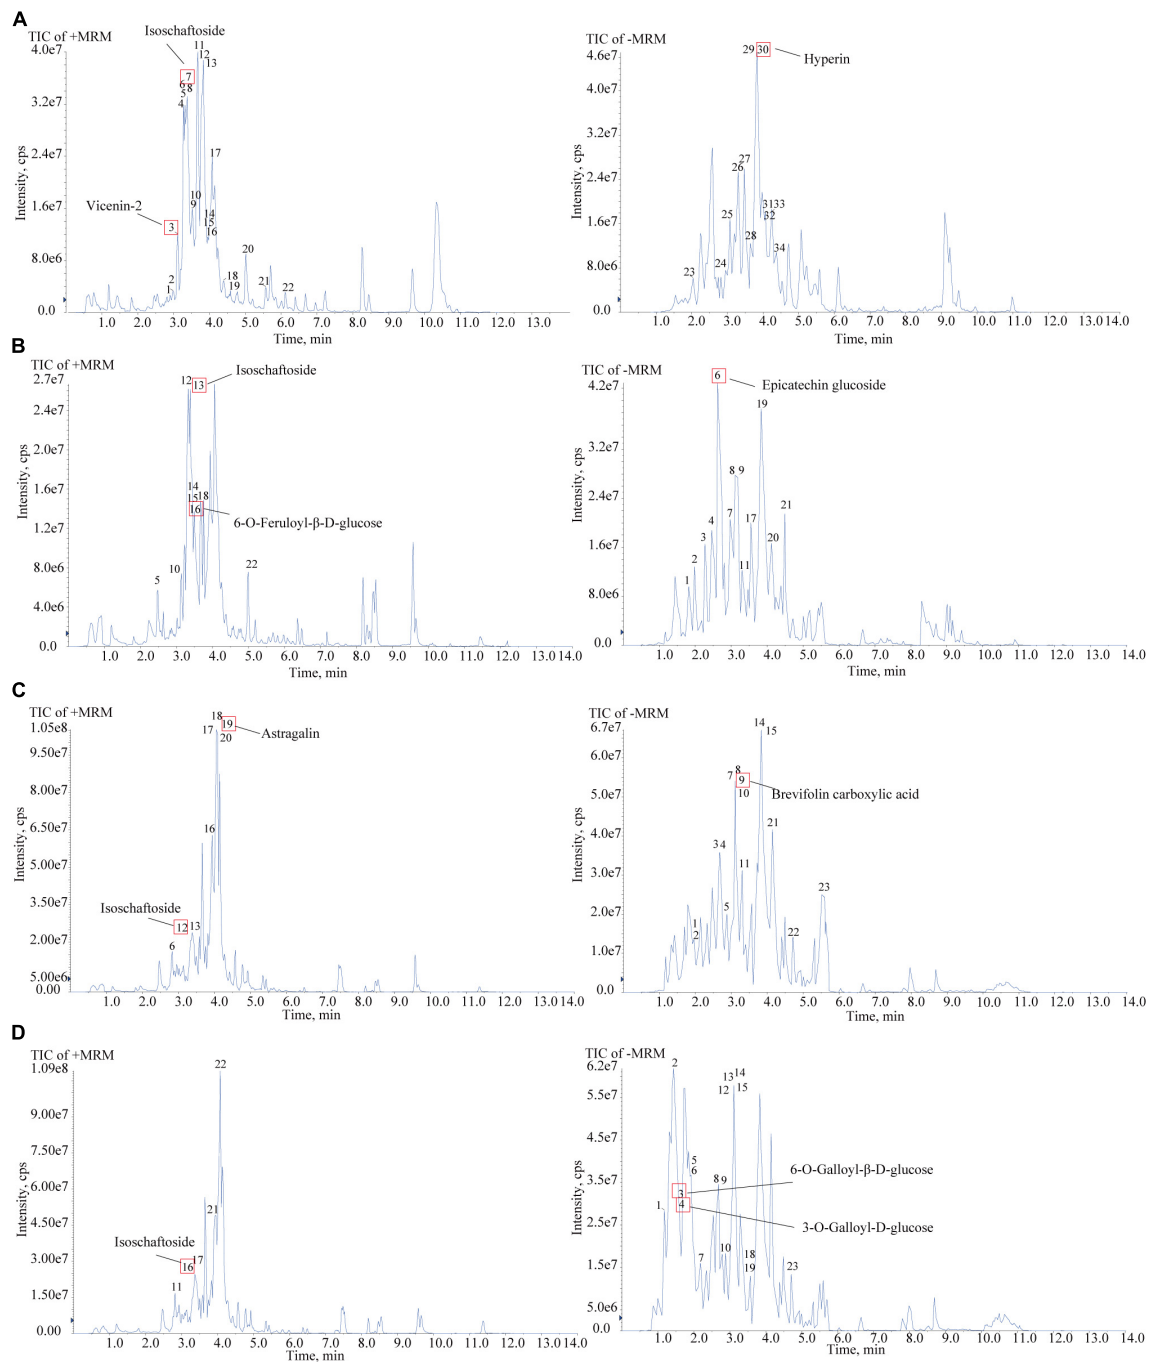 A
TIC of +MRM
Isoschaftoside
4.0e7
3.2e7
2.4e7
1.6e7
8.0e6
0.0
Intensity, cps
Vicenin-2
1
2
3
4
5
6
7
8
9
10
11
12
13
14
15
16
17
18
19
20
21
22
1.0 2.0 3.0 4.0 5.0 6.0 7.0 8.0 9.0 10.0 11.0 12.0 13.0
Time, min
TIC of -MRM
4.6e7
4.0e7
3.2e7
2.4e7
1.6e7
8.0e6
0.0
Intensity, cps
29 30
Hyperin
23
24
25
26
27
28
31 33
32
34
1.0 2.0 3.0 4.0 5.0 6.0 7.0 8.0 9.0 10.0 11.0 12.0 13.0 14.0
Time, min
B
TIC of +MRM
2.7e7
2.4e7
2.0e7
1.6e7
1.2e7
8.0e6
4.0e6
0.0
Intensity, cps
12 13
Isoschaftoside
14
15 18
16
6-O-Feruloyl-β-D-glucose
5
10
22
1.0 2.0 3.0 4.0 5.0 6.0 7.0 8.0 9.0 10.0 11.0 12.0 13.0 14.0
Time, min
TIC of -MRM
4.2e7
3.2e7
2.4e7
1.6e7
8.0e6
0.0
Intensity, cps
6
Epicatechin glucoside
19
8 9
1
2
3
4
7
11
17
20
21
1.0 2.0 3.0 4.0 5.0 6.0 7.0 8.0 9.0 10.0 11.0 12.0 13.0 14.0
Time, min
C
TIC of +MRM
1.05e8
9.50e7
8.00e7
6.50e7
5.00e7
3.50e7
2.00e7
5.00e6
0.00
Intensity, cps
18
17 19
20
Astragalin
16
Isoschaftoside
12 13
6
1.0 2.0 3.0 4.0 5.0 6.0 7.0 8.0 9.0 10.0 11.0 12.0 13.0 14.0
Time, min
TIC of -MRM
6.7e7
6.0e7
5.0e7
4.0e7
3.0e7
2.0e7
1.0e7
0.0
Intensity, cps
14
15
8
7
9
10
Brevifolin carboxylic acid
3 4
11
21
1
2
5
22
23
1.0 2.0 3.0 4.0 5.0 6.0 7.0 8.0 9.0 10.0 11.0 12.0 13.0 14.0
Time, min
D
TIC of +MRM
1.09e8
9.00e7
7.50e7
6.00e7
4.50e7
3.00e7
1.50e7
0.00
Intensity, cps
22
21
Isoschaftoside
16 17
11
1.0 2.0 3.0 4.0 5.0 6.0 7.0 8.0 9.0 10.0 11.0 12.0 13.0 14.0
Time, min
TIC of -MRM
6.2e7
5.5e7
4.5e7
3.5e7
2.5e7
1.5e7
5.0e6
0.0
Intensity, cps
2
13 14
12 15
5
6
3
4
6-O-Galloyl-β-D-glucose
3-O-Galloyl-D-glucose
1
8 9
7
10
18
19
23
1.0 2.0 3.0 4.0 5.0 6.0 7.0 8.0 9.0 10.0 11.0 12.0 13.0 14.0
Time, min